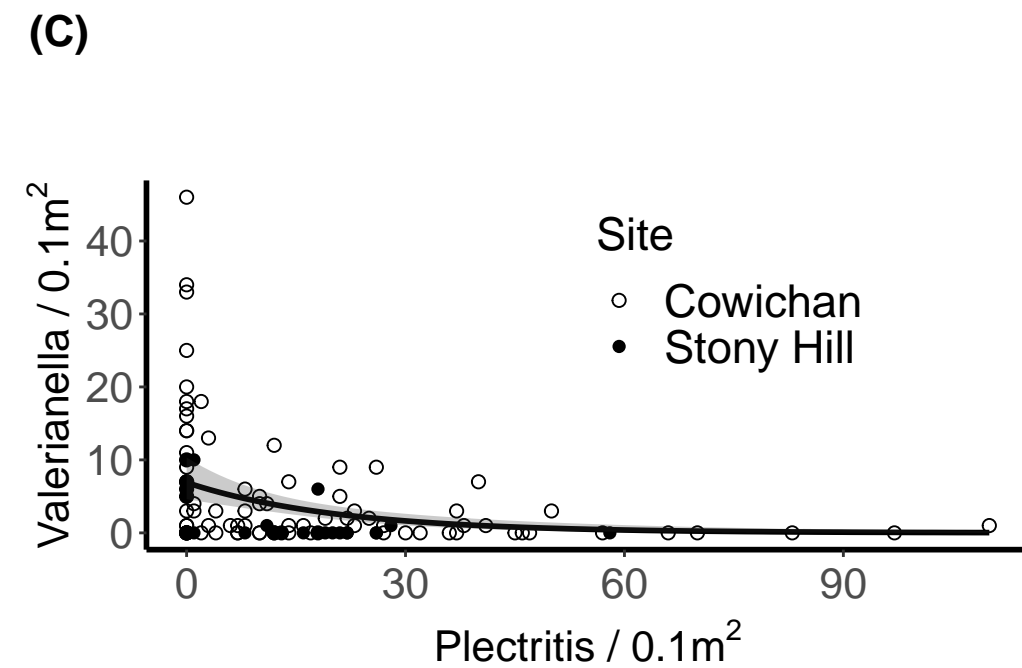 (C)
Valerianella / 0.1m²
40
30
20
10
0
Site
Cowichan
Stony Hill
0 30 60 90
Plectritis / 0.1m²